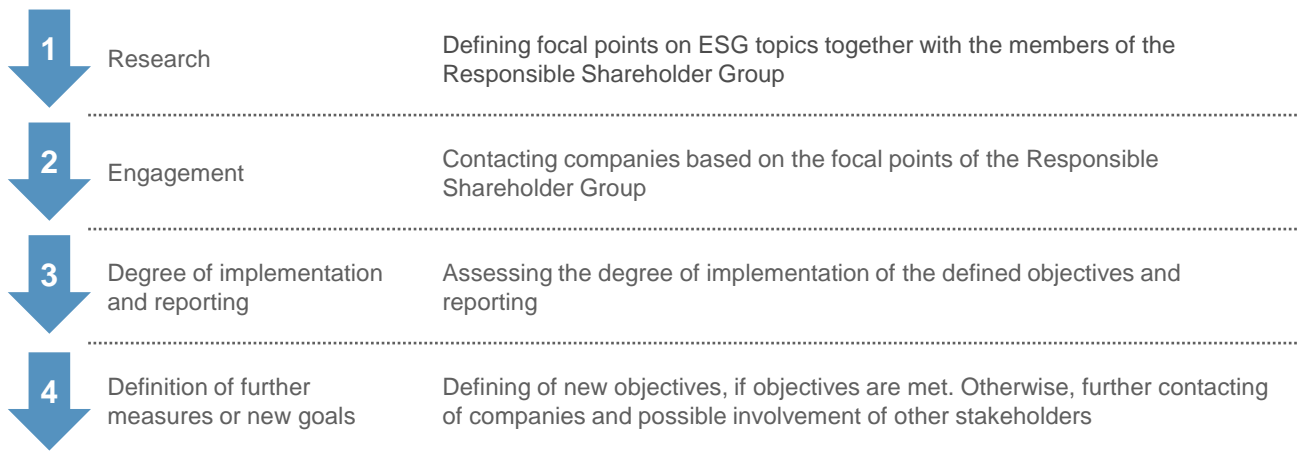 1
Research
Defining focal points on ESG topics together with the members of the
Responsible Shareholder Group
2
Engagement
Contacting companies based on the focal points of the Responsible
Shareholder Group
3
Degree of implementation
and reporting
Assessing the degree of implementation of the defined objectives and
reporting
4
Definition of further
measures or new goals
Defining of new objectives, if objectives are met. Otherwise, further contacting
of companies and possible involvement of other stakeholders